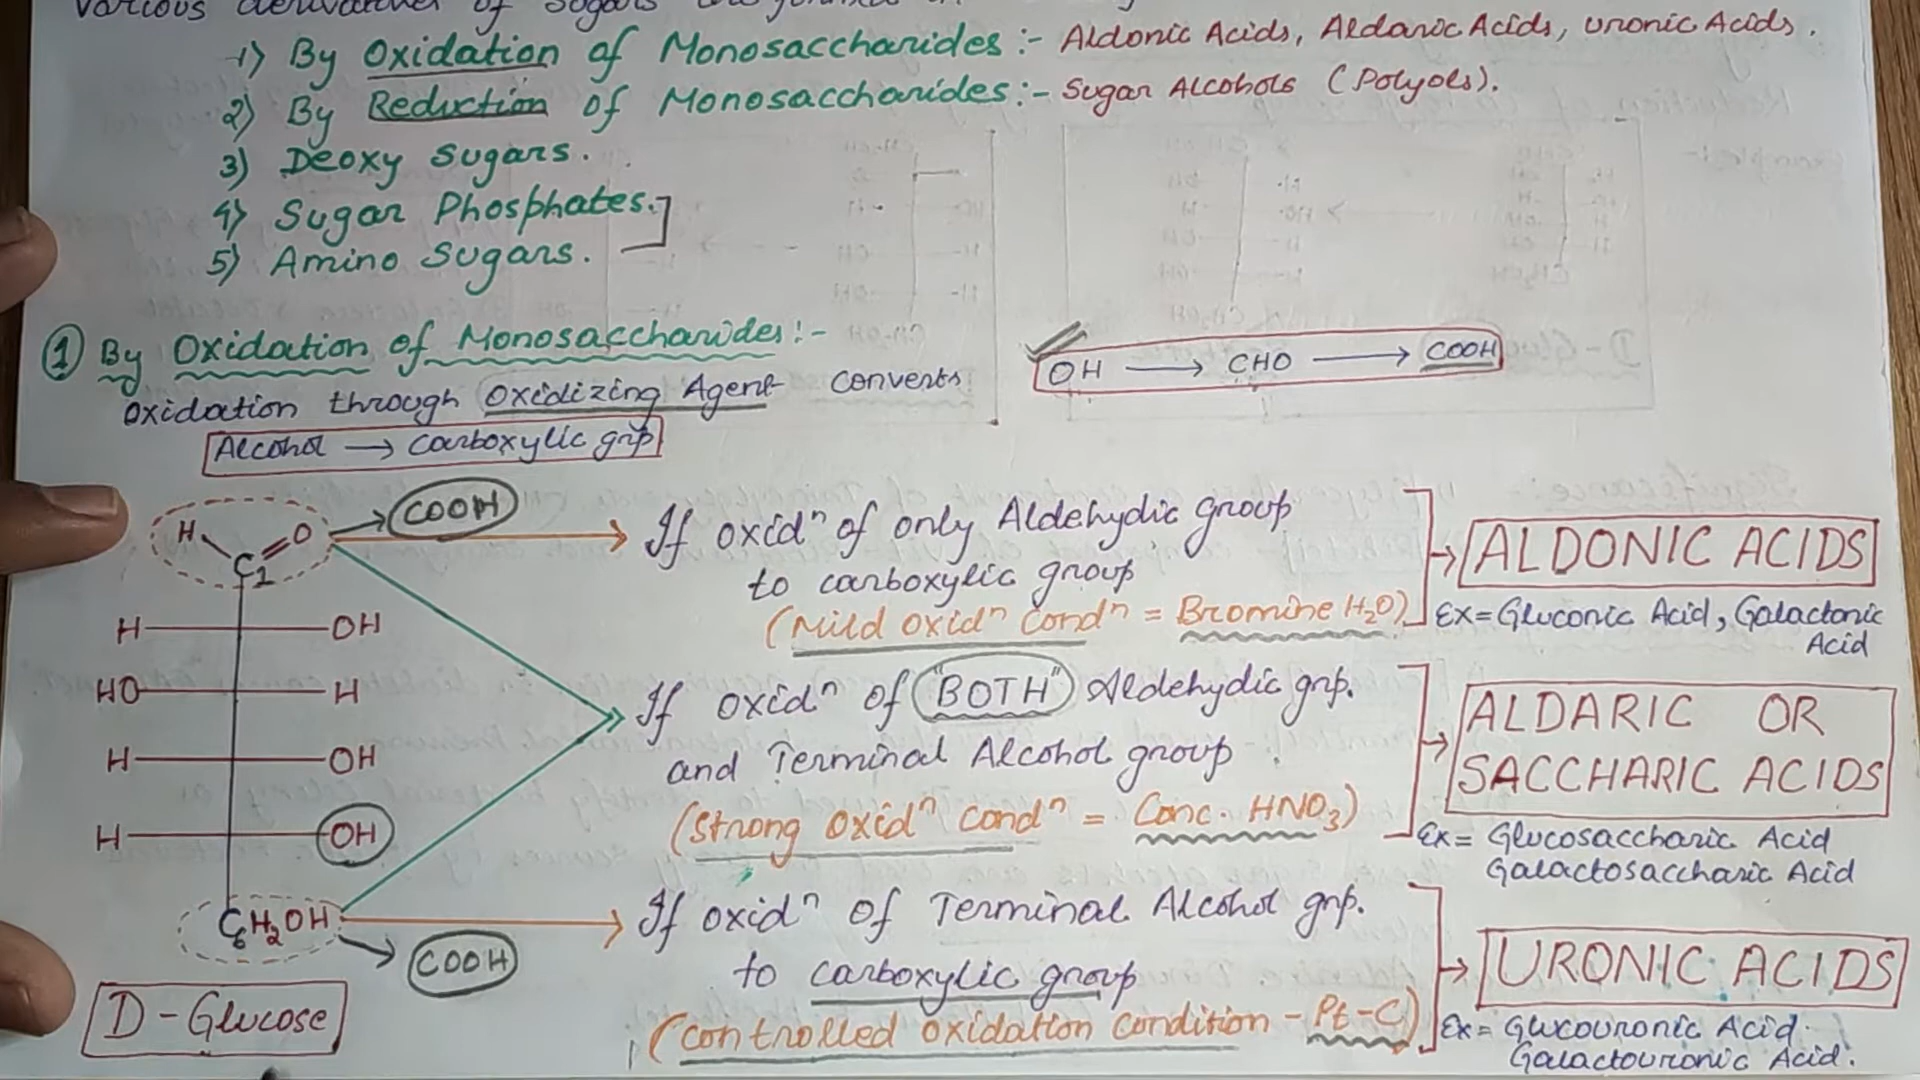 Various derivatives of Sugars
1) By Oxidation of Monosaccharides :- Aldonic Acids, Aldaric Acids, Uronic Acids.
2) By Reduction of Monosaccharides :- Sugar Alcohols (Polyols).
3) Deoxy Sugars.
4) Sugar Phosphates.
5) Amino Sugars.
① By Oxidation of Monosaccharides :-
Oxidation through Oxidizing Agent converts
OH → CHO → COOH
Alcohol → Carboxylic grp
H O COOH
C1
H OH
HO H
H OH
H OH
C6H2OH
COOH
D-Glucose
If oxidⁿ of only Aldehydic group
to carboxylic group
(Mild oxidⁿ condⁿ = Bromine H2O)
ALDONIC ACIDS
Ex= Gluconic Acid, Galactonic
Acid
If oxidⁿ of "BOTH" Aldehydic grp.
and Terminal Alcohol group.
(Strong oxidⁿ condⁿ = Conc. HNO3)
ALDARIC OR
SACCHARIC ACIDS
Ex= Glucosaccharic Acid
Galactosaccharic Acid
If oxidⁿ of Terminal Alcohol grp.
to carboxylic group
(controlled oxidation condition - Pt-C)
URONIC ACIDS
Ex= Glucouronic Acid.
Galactouronic Acid.